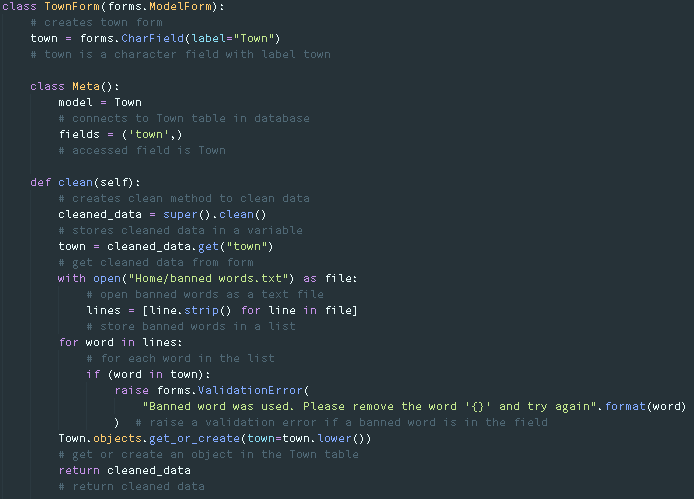 class TownForm(forms.ModelForm):
    # creates town form
    town = forms.CharField(label="Town")
    # town is a character field with label town

    class Meta():
        model = Town
        # connects to Town table in database
        fields = ('town',)
        # accessed field is Town

    def clean(self):
        # creates clean method to clean data
        cleaned_data = super().clean()
        # stores cleaned data in a variable
        town = cleaned_data.get("town")
        # get cleaned data from form
        with open("Home/banned words.txt") as file:
            # open banned words as a text file
            lines = [line.strip() for line in file]
            # store banned words in a list
        for word in lines:
            # for each word in the list
            if (word in town):
                raise forms.ValidationError(
                    "Banned word was used. Please remove the word '{}' and try again".format(word)
                )  # raise a validation error if a banned word is in the field
        Town.objects.get_or_create(town=town.lower())
        # get or create an object in the Town table
        return cleaned_data
        # return cleaned data